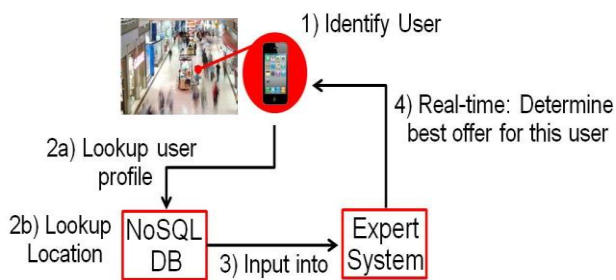 1) Identify User
4) Real-time: Determine
best offer for this user
2a) Lookup user
profile
2b) Lookup
Location
NoSQL
DB
3) Input into
Expert
System